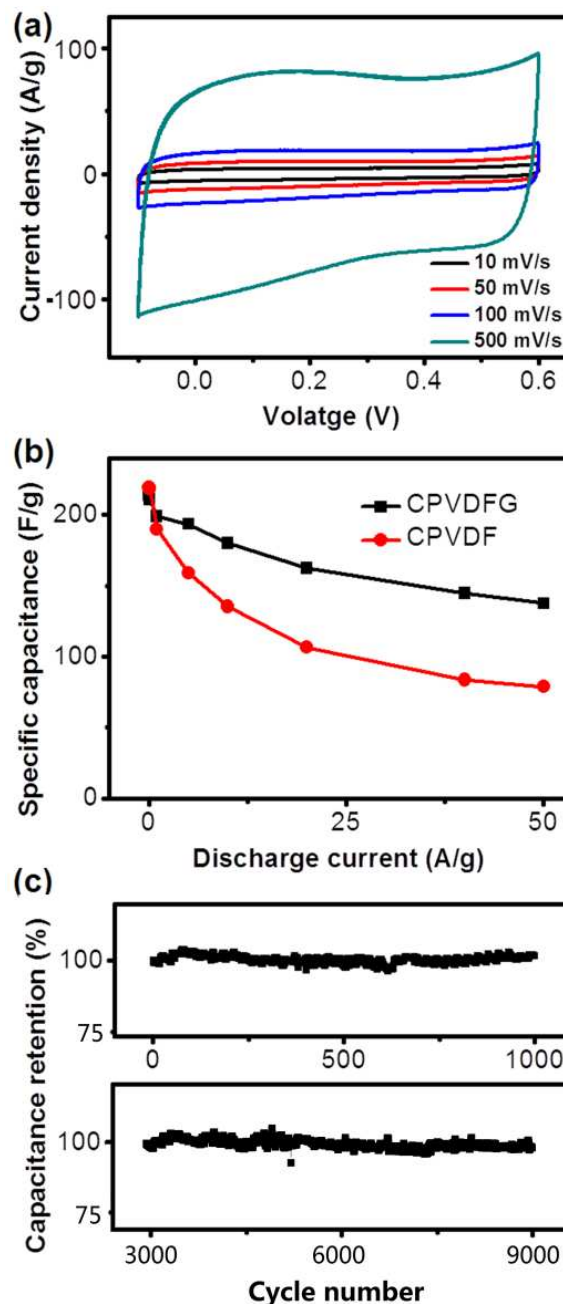 (a)
100
0
-100
Current density (A/g)
10 mV/s
50 mV/s
100 mV/s
500 mV/s
0.0 0.2 0.4 0.6
Volatge (V)
(b)
200
100
0
Specific capacitance (F/g)
CPVDFG
CPVDF
0 25 50
Discharge current (A/g)
(c)
Capacitance retention (%)
100
75
0 500 1000
100
75
3000 6000 9000
Cycle number